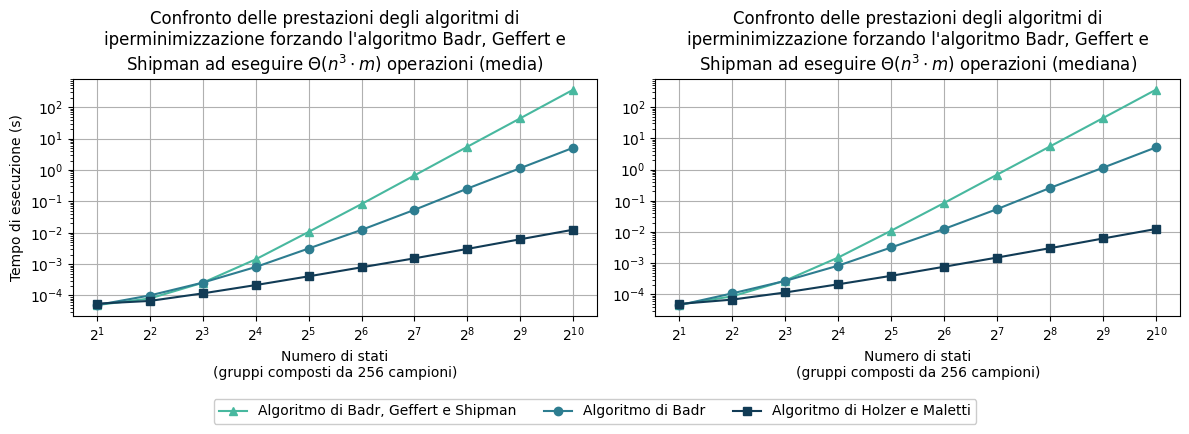 Confronto delle prestazioni degli algoritmi di
iperminimizzazione forzando l'algoritmo Badr, Geffert e
Shipman ad eseguire Θ(n³ · m) operazioni (media)
10²
10¹
10⁰
10⁻¹
10⁻²
10⁻³
10⁻⁴
Tempo di esecuzione (s)
2¹ 2² 2³ 2⁴ 2⁵ 2⁶ 2⁷ 2⁸ 2⁹ 2¹⁰
Numero di stati
(gruppi composti da 256 campioni)
Confronto delle prestazioni degli algoritmi di
iperminimizzazione forzando l'algoritmo Badr, Geffert e
Shipman ad eseguire Θ(n³ · m) operazioni (mediana)
10²
10¹
10⁰
10⁻¹
10⁻²
10⁻³
10⁻⁴
2¹ 2² 2³ 2⁴ 2⁵ 2⁶ 2⁷ 2⁸ 2⁹ 2¹⁰
Numero di stati
(gruppi composti da 256 campioni)
Algoritmo di Badr, Geffert e Shipman Algoritmo di Badr Algoritmo di Holzer e Maletti